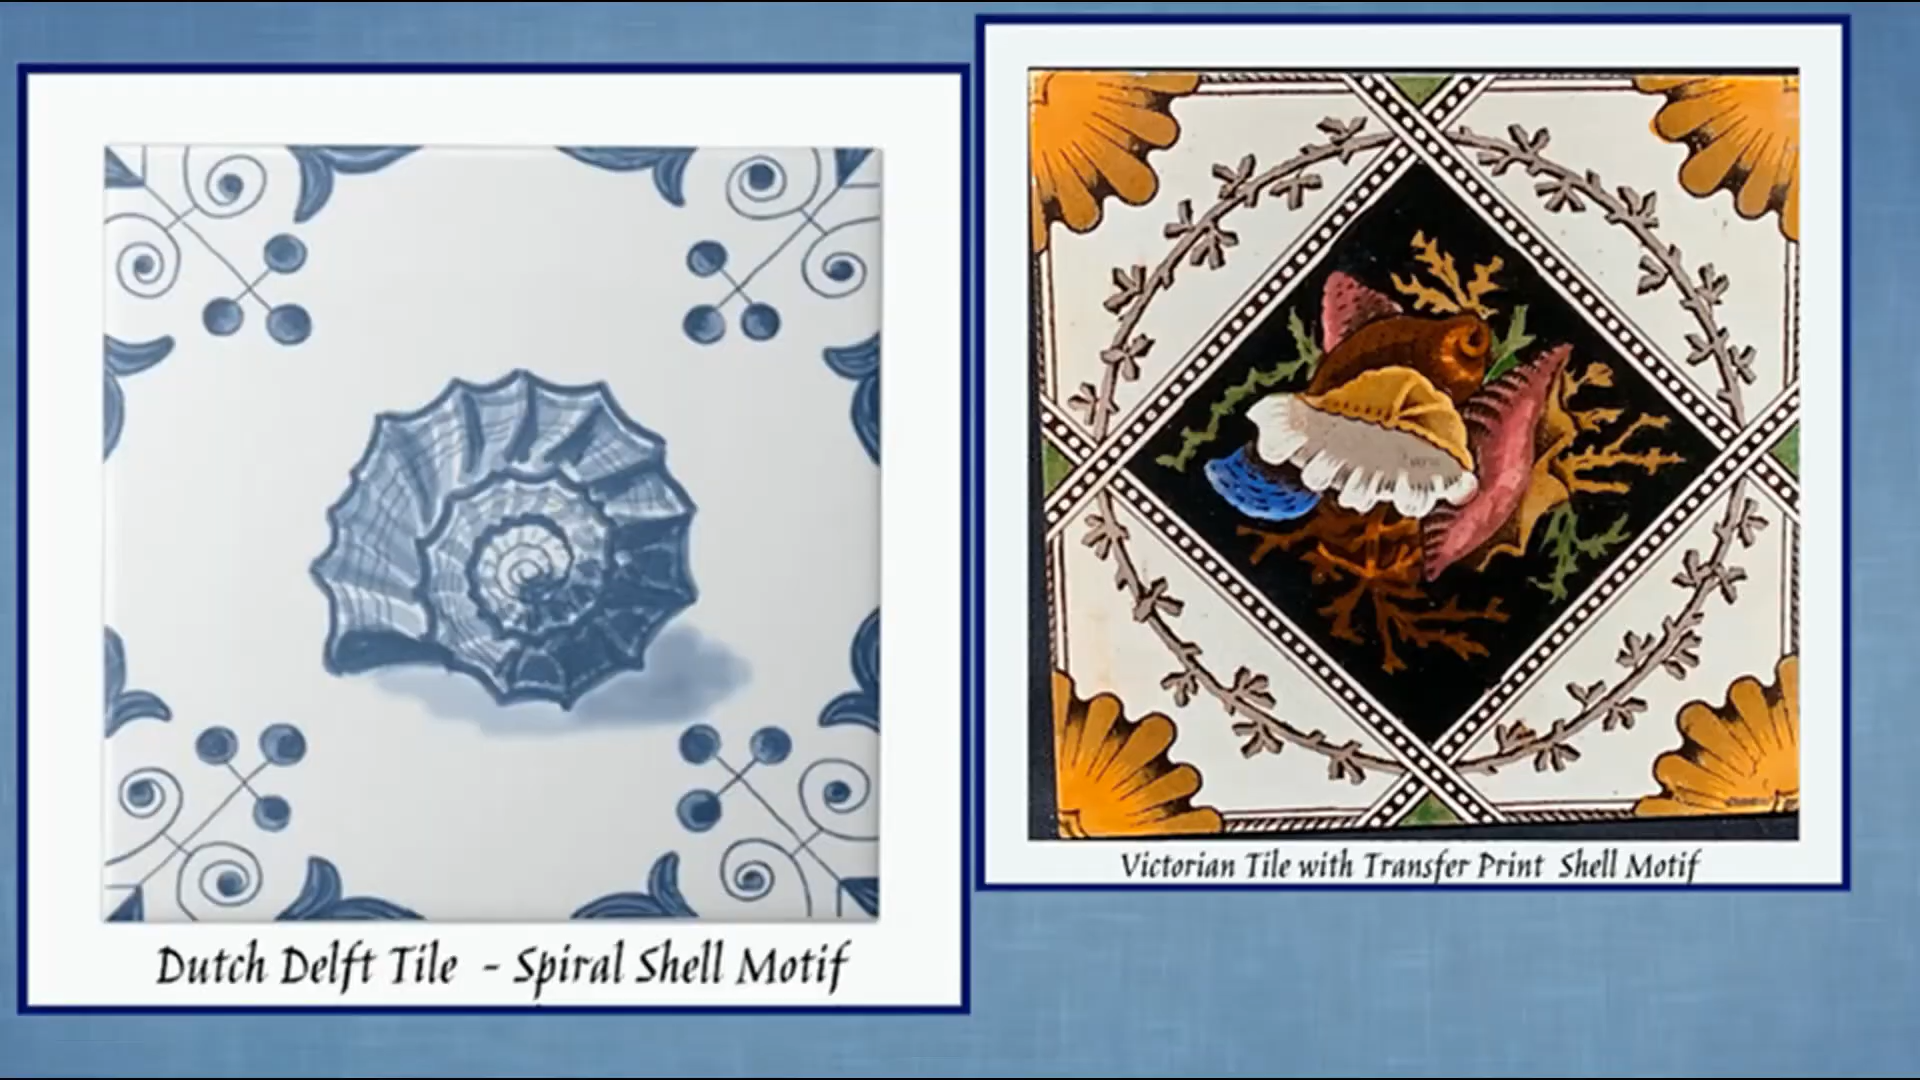 Dutch Delft Tile - Spiral Shell Motif
Victorian Tile with Transfer Print Shell Motif